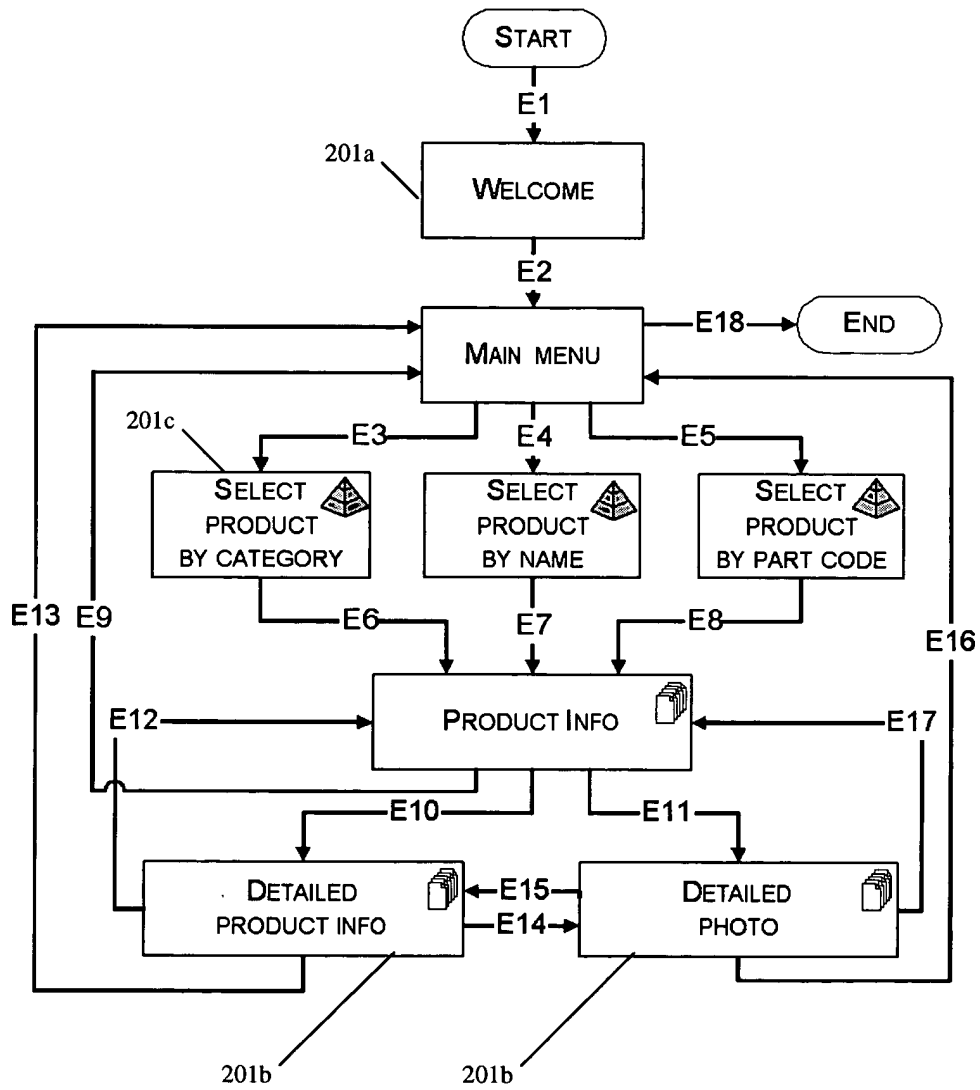 START
E1
201a
WELCOME
E2
E18
END
MAIN MENU
201c
E3
E4
E5
SELECT
PRODUCT
BY CATEGORY
SELECT
PRODUCT
BY NAME
SELECT
PRODUCT
BY PART CODE
E13
E9
E6
E7
E8
E16
E12
PRODUCT INFO
E17
E10
E11
DETAILED
PRODUCT INFO
E15
E14
DETAILED
PHOTO
201b
201b